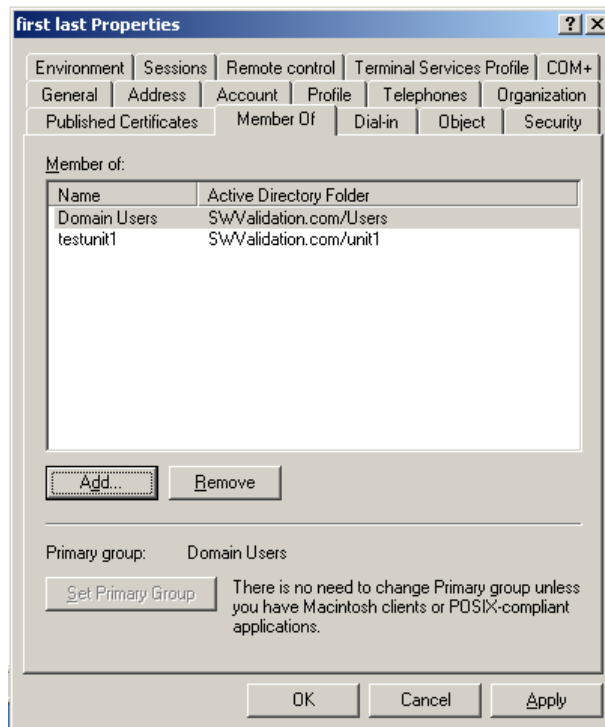 first last Properties
? X
Environment Sessions Remote control Terminal Services Profile COM+
General Address Account Profile Telephones Organization
Published Certificates Member Of Dial-in Object Security
Member of:
Name Active Directory Folder
Domain Users SWValidation.com/Users
testunit1 SWValidation.com/unit1
Add... Remove
Primary group: Domain Users
Set Primary Group There is no need to change Primary group unless
you have Macintosh clients or POSIX-compliant
applications.
OK Cancel Apply